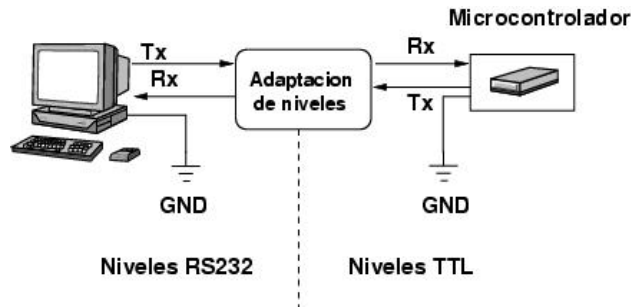 Microcontrolador
Tx
Rx
Rx
Adaptacion
de niveles
Tx
GND
GND
Niveles RS232
Niveles TTL